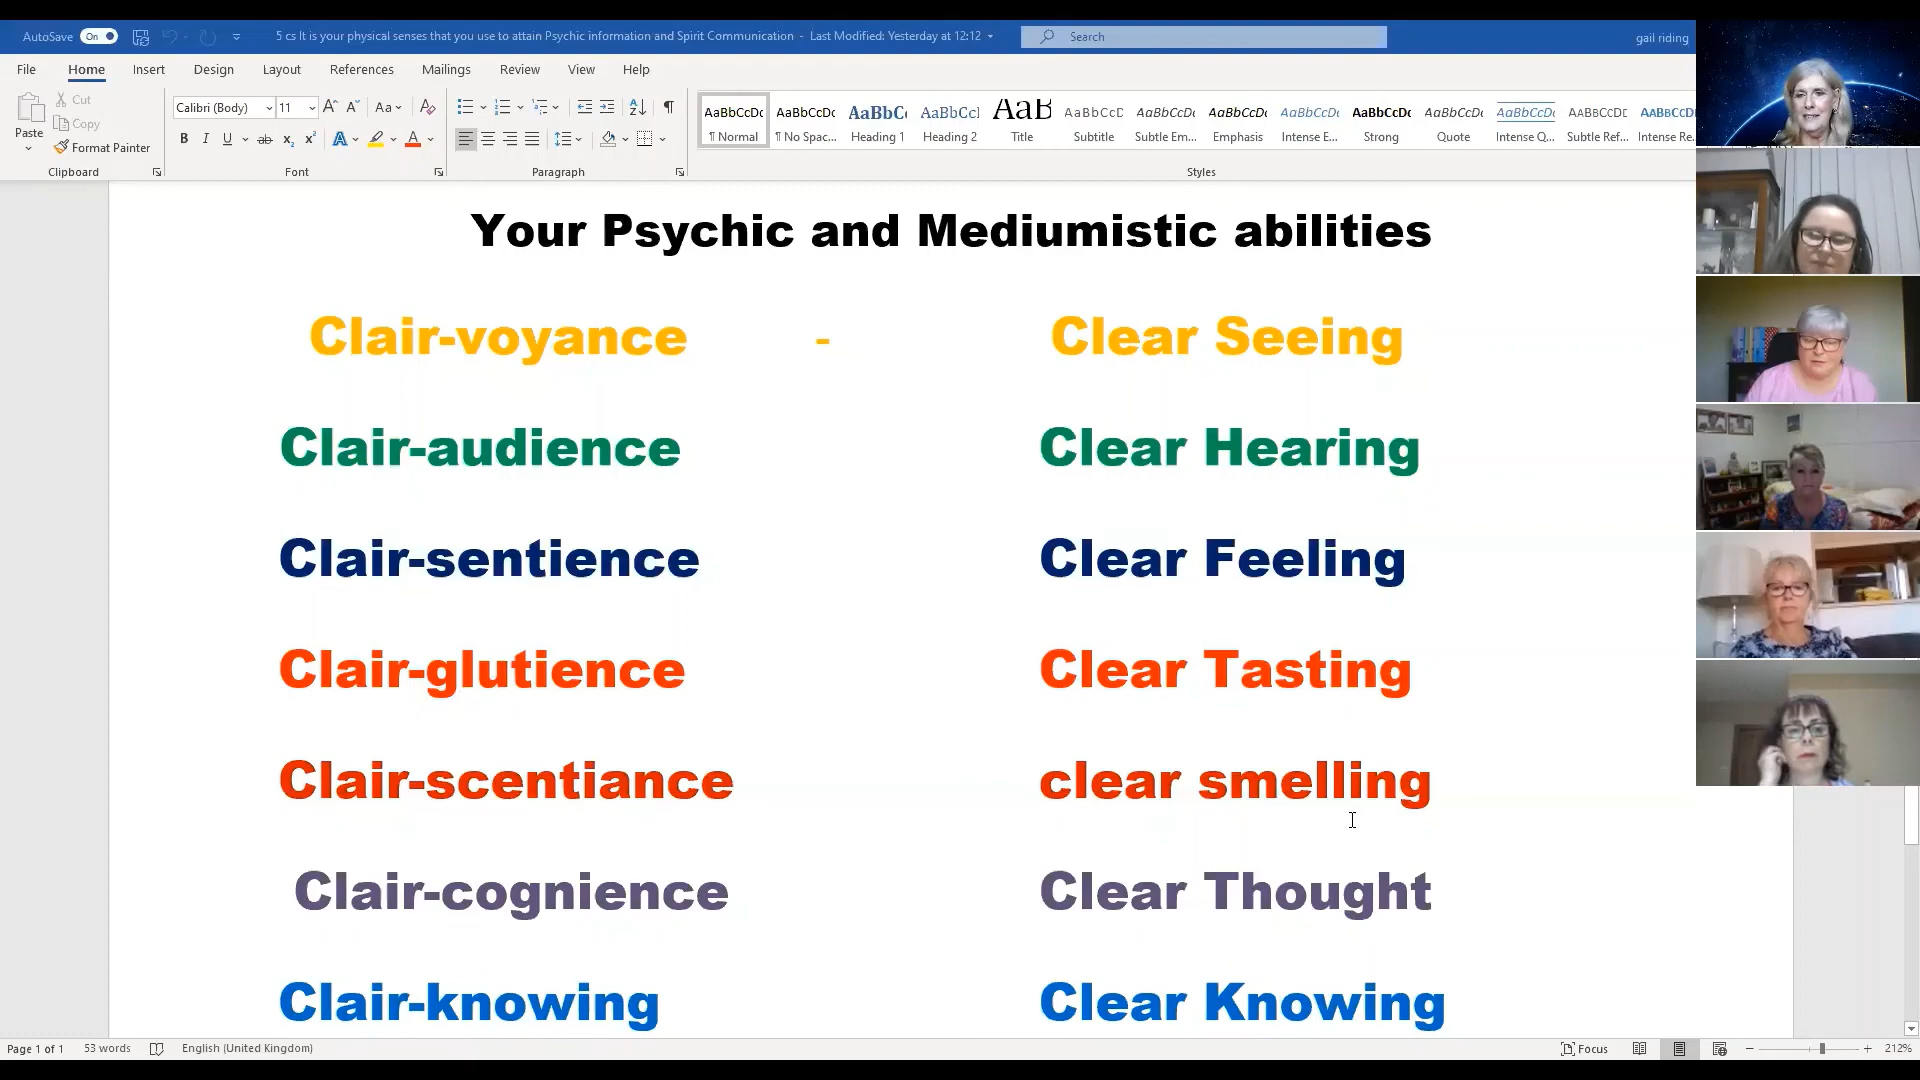 AutoSave On 5 cs It is your physical senses that you use to attain Psychic information and Spirit Communication - Last Modified: Yesterday at 12:12 Search gail riding
File Home Insert Design Layout References Mailings Review View Help
Cut
Copy
Paste
Format Painter
Clipboard
Calibri (Body) 11
Font
Paragraph
AaBbCcDc AaBbCcDc AaBbC( AaBbCcl AaB AaBbCcD AaBbCcDc AaBbCcDc AaBbCcDc AaBbCcDc AaBbCcDc AaBbCcDc AABBCCDE AABBCCDE
¶ Normal ¶ No Spac... Heading 1 Heading 2 Title Subtitle Subtle Em... Emphasis Intense E... Strong Quote Intense Q... Subtle Ref... Intense Re...
Styles
Your Psychic and Mediumistic abilities
Clair-voyance - Clear Seeing
Clair-audience Clear Hearing
Clair-sentience Clear Feeling
Clair-glutience Clear Tasting
Clair-scentiance clear smelling
Clair-cognience Clear Thought
Clair-knowing Clear Knowing
Page 1 of 1 53 words English (United Kingdom) Focus 212%